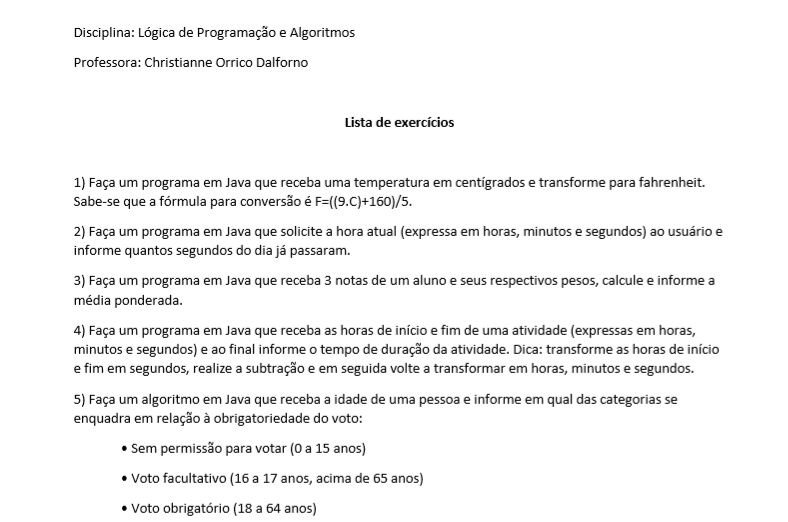 Disciplina: Lógica de Programação e Algoritmos
Professora: Christianne Orrico Dalforno
Lista de exercícios
1) Faça um programa em Java que receba uma temperatura em centígrados e transforme para fahrenheit.
Sabe-se que a fórmula para conversão é F=((9.C)+160)/5.
2) Faça um programa em Java que solicite a hora atual (expressa em horas, minutos e segundos) ao usuário e
informe quantos segundos do dia já passaram.
3) Faça um programa em Java que receba 3 notas de um aluno e seus respectivos pesos, calcule e informe a
média ponderada.
4) Faça um programa em Java que receba as horas de início e fim de uma atividade (expressas em horas,
minutos e segundos) e ao final informe o tempo de duração da atividade. Dica: transforme as horas de início
e fim em segundos, realize a subtração e em seguida volte a transformar em horas, minutos e segundos.
5) Faça um algoritmo em Java que receba a idade de uma pessoa e informe em qual das categorias se
enquadra em relação à obrigatoriedade do voto:
• Sem permissão para votar (0 a 15 anos)
• Voto facultativo (16 a 17 anos, acima de 65 anos)
• Voto obrigatório (18 a 64 anos)